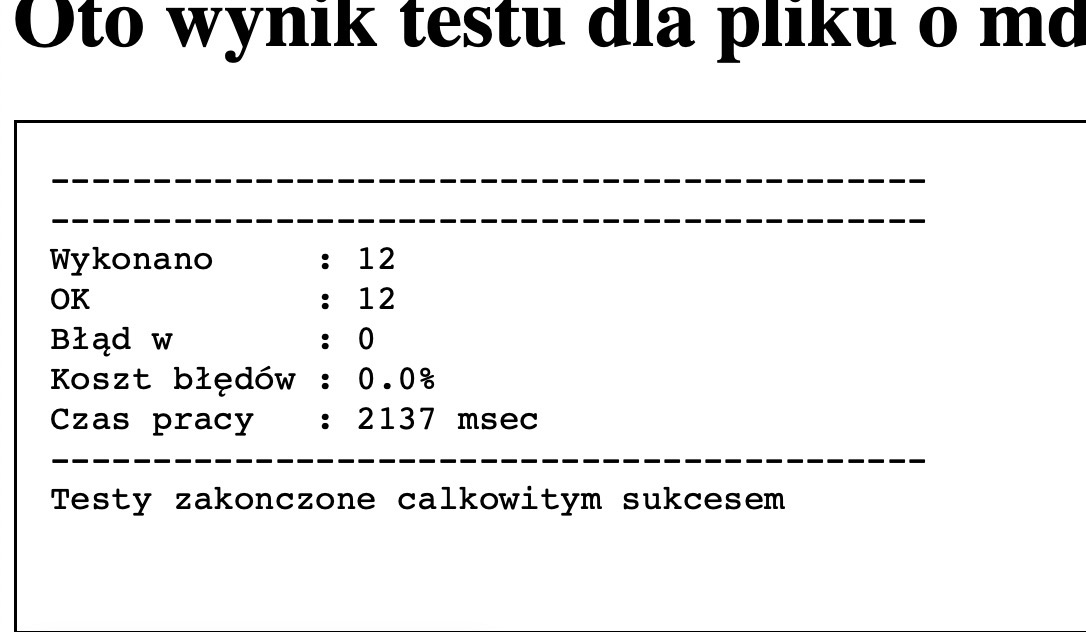 Oto wynik testu dla pliku o md
-------------------------------------------
-------------------------------------------
Wykonano     : 12
OK           : 12
Błąd w       : 0
Koszt błędów : 0.0%
Czas pracy   : 2137 msec
-------------------------------------------
Testy zakonczone calkowitym sukcesem